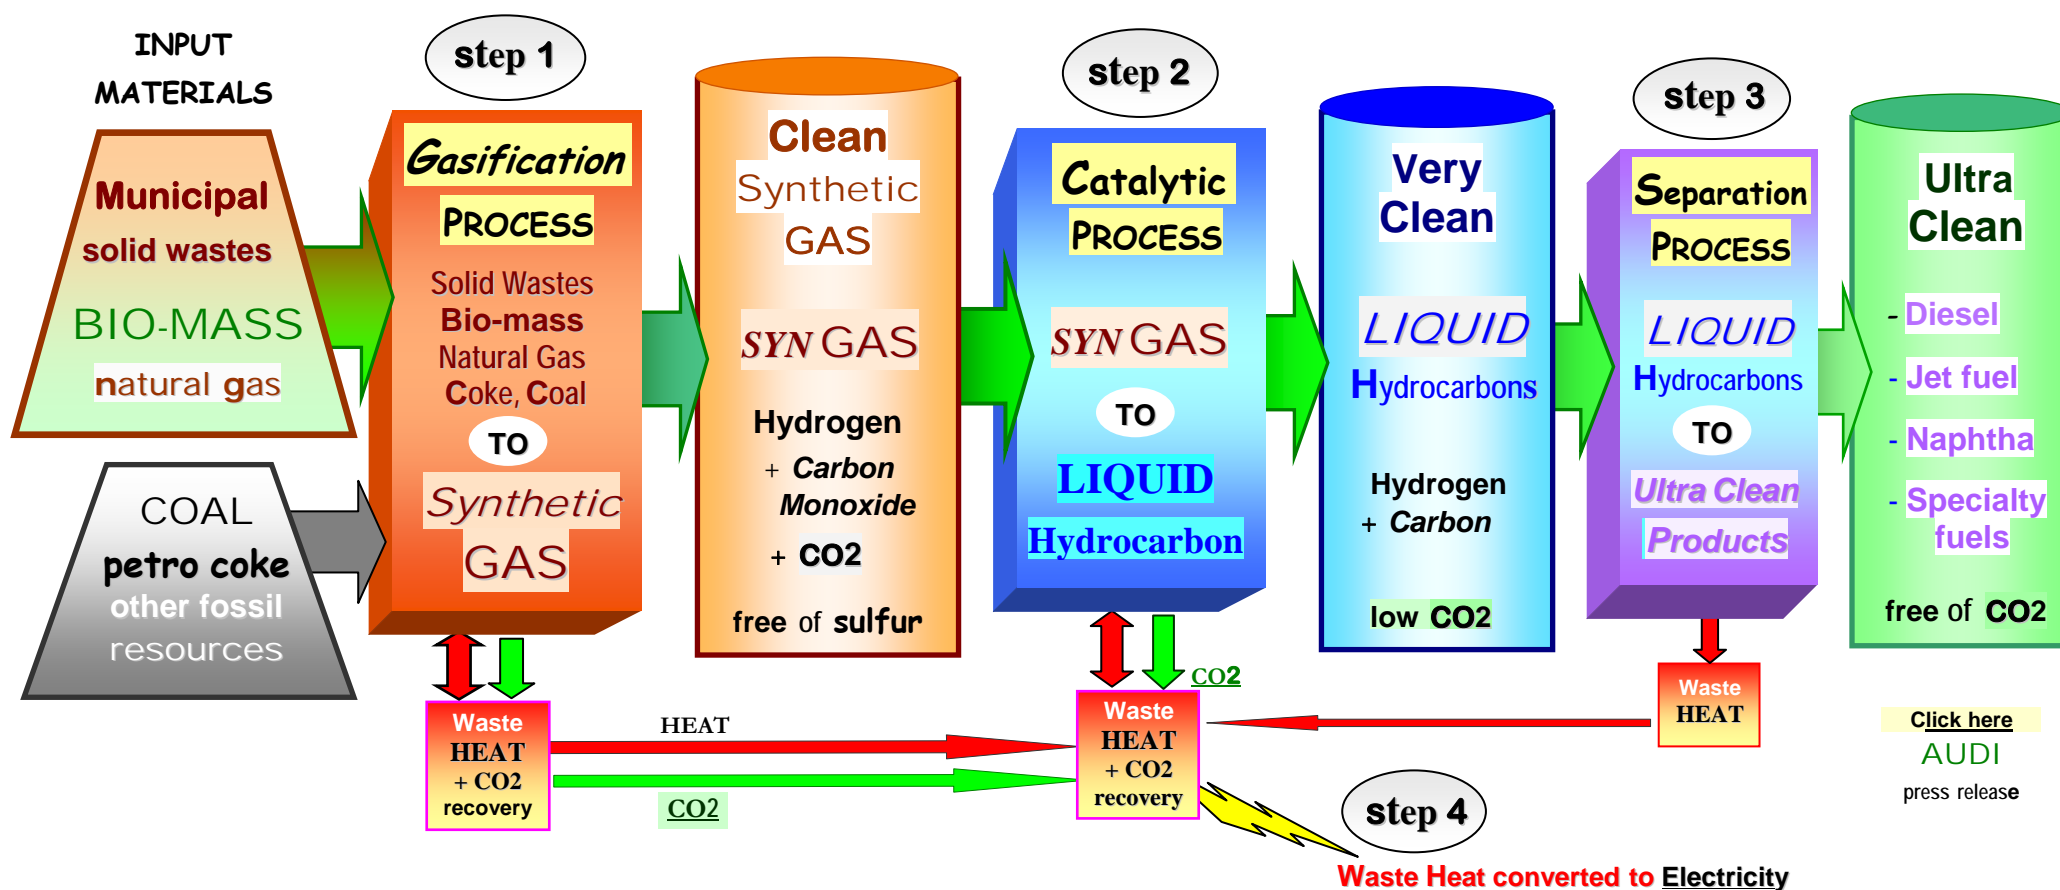 INPUT
MATERIALS
Municipal
solid wastes
BIO-MASS
natural gas
COAL
petro coke
other fossil
resources
step 1
Gasification
PROCESS
Solid Wastes
Bio-mass
Natural Gas
Coke, Coal
TO
Synthetic
GAS
Waste
HEAT
+ CO2
recovery
Clean
Synthetic
GAS
SYN GAS
Hydrogen
+ Carbon
Monoxide
+ CO2
free of sulfur
HEAT
CO2
step 2
Catalytic
PROCESS
SYN GAS
TO
LIQUID
Hydrocarbon
CO2
Waste
HEAT
+ CO2
recovery
Very
Clean
LIQUID
Hydrocarbons
Hydrogen
+ Carbon
low CO2
step 3
Separation
PROCESS
LIQUID
Hydrocarbons
TO
Ultra Clean
Products
Waste
HEAT
Ultra
Clean
- Diesel
- Jet fuel
- Naphtha
- Specialty
fuels
free of CO2
Click here
AUDI
press release
step 4
Waste Heat converted to Electricity